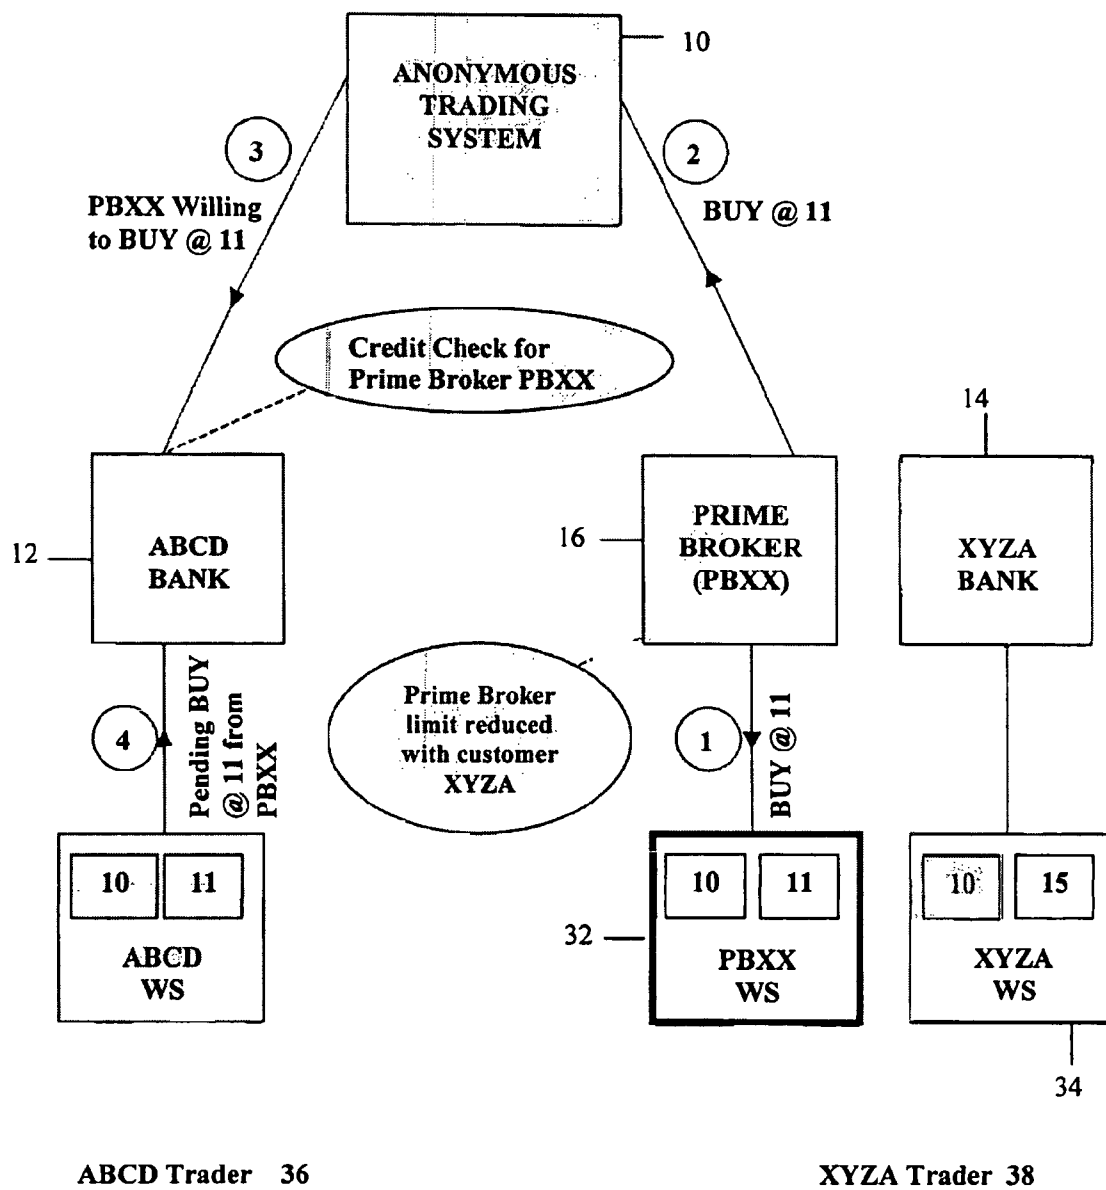 10
ANONYMOUS
TRADING
SYSTEM
3
2
PBXX Willing
to BUY @ 11
BUY @ 11
Credit Check for
Prime Broker PBXX
14
12
ABCD
BANK
16
PRIME
BROKER
(PBXX)
XYZA
BANK
4
Pending BUY
@ 11 from
PBXX
Prime Broker
limit reduced
with customer
XYZA
1
BUY @ 11
10
11
ABCD
WS
32
10
11
PBXX
WS
10
15
XYZA
WS
34
ABCD Trader 36
XYZA Trader 38